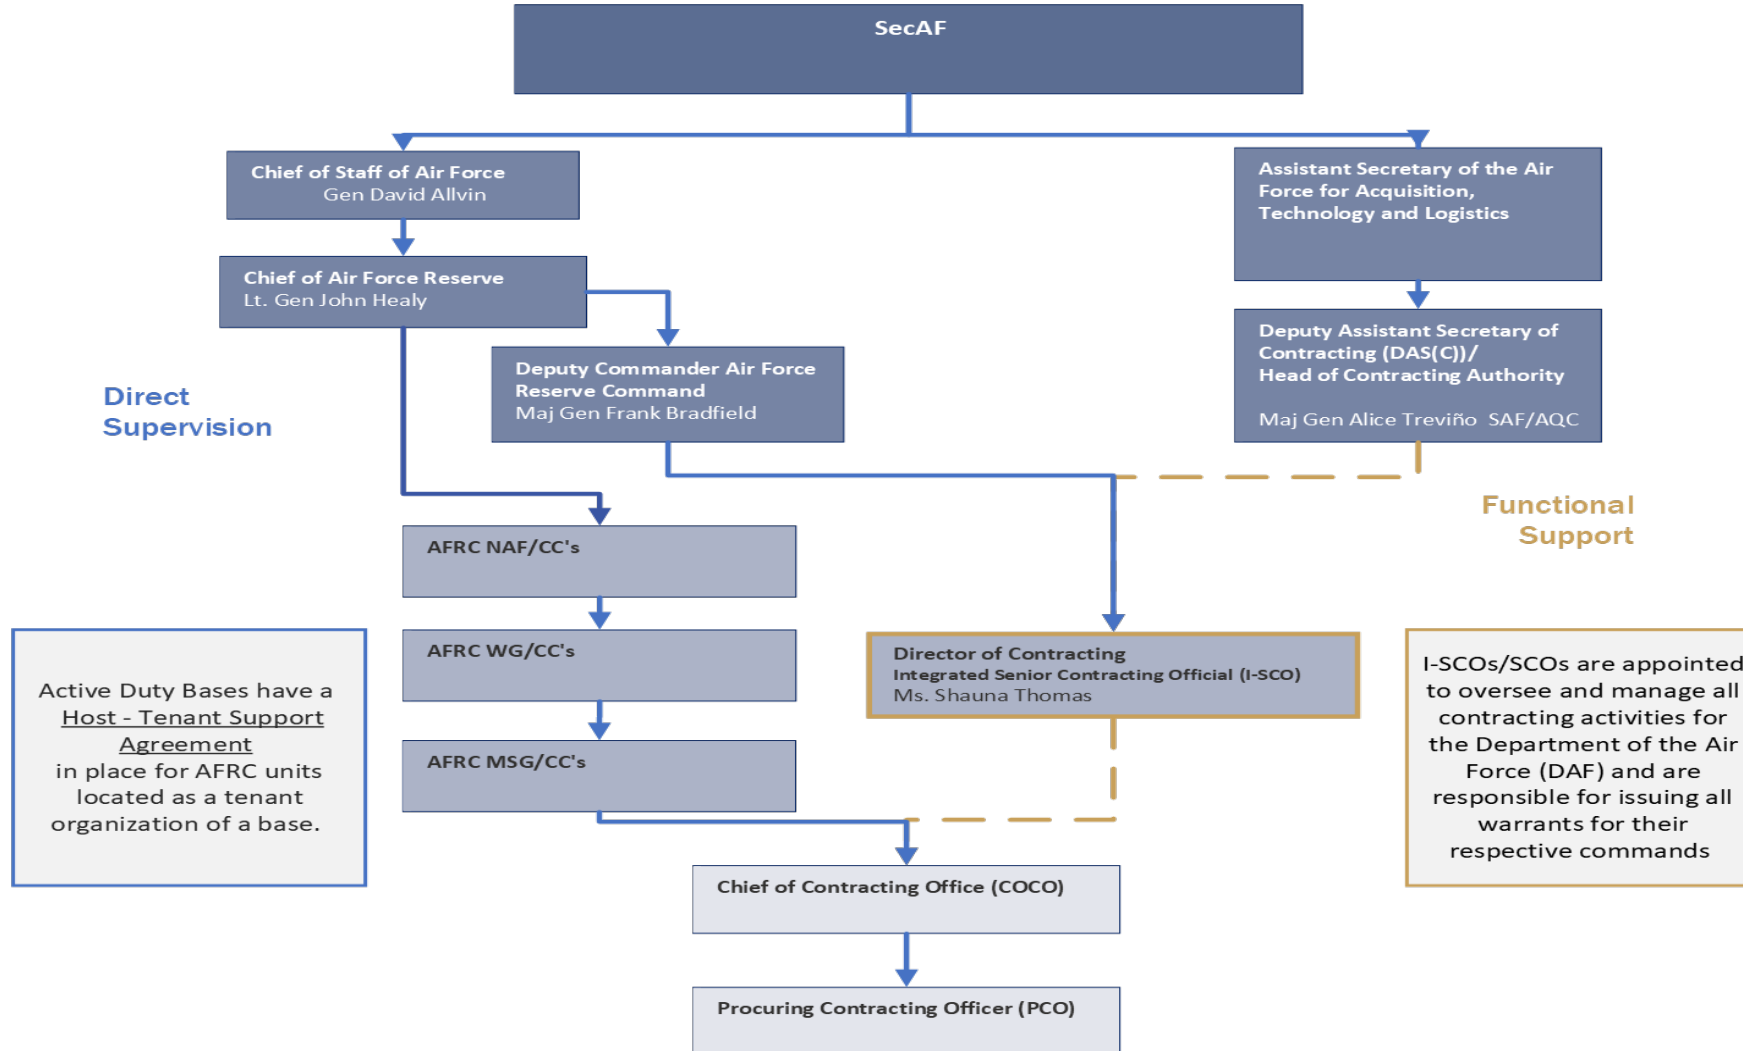 SecAF
Chief of Staff of Air Force
Gen David Allvin
Assistant Secretary of the Air
Force for Acquisition,
Technology and Logistics
Chief of Air Force Reserve
Lt. Gen John Healy
Deputy Commander Air Force
Reserve Command
Maj Gen Frank Bradfield
Deputy Assistant Secretary of
Contracting (DAS(C))/
Head of Contracting Authority
Maj Gen Alice Treviño  SAF/AQC
Direct
Supervision
Functional
Support
AFRC NAF/CC's
AFRC WG/CC's
AFRC MSG/CC's
Director of Contracting
Integrated Senior Contracting Official (I-SCO)
Ms. Shauna Thomas
Active Duty Bases have a
Host - Tenant Support
Agreement
in place for AFRC units
located as a tenant
organization of a base.
I-SCOs/SCOs are appointed
to oversee and manage all
contracting activities for
the Department of the Air
Force (DAF) and are
responsible for issuing all
warrants for their
respective commands
Chief of Contracting Office (COCO)
Procuring Contracting Officer (PCO)